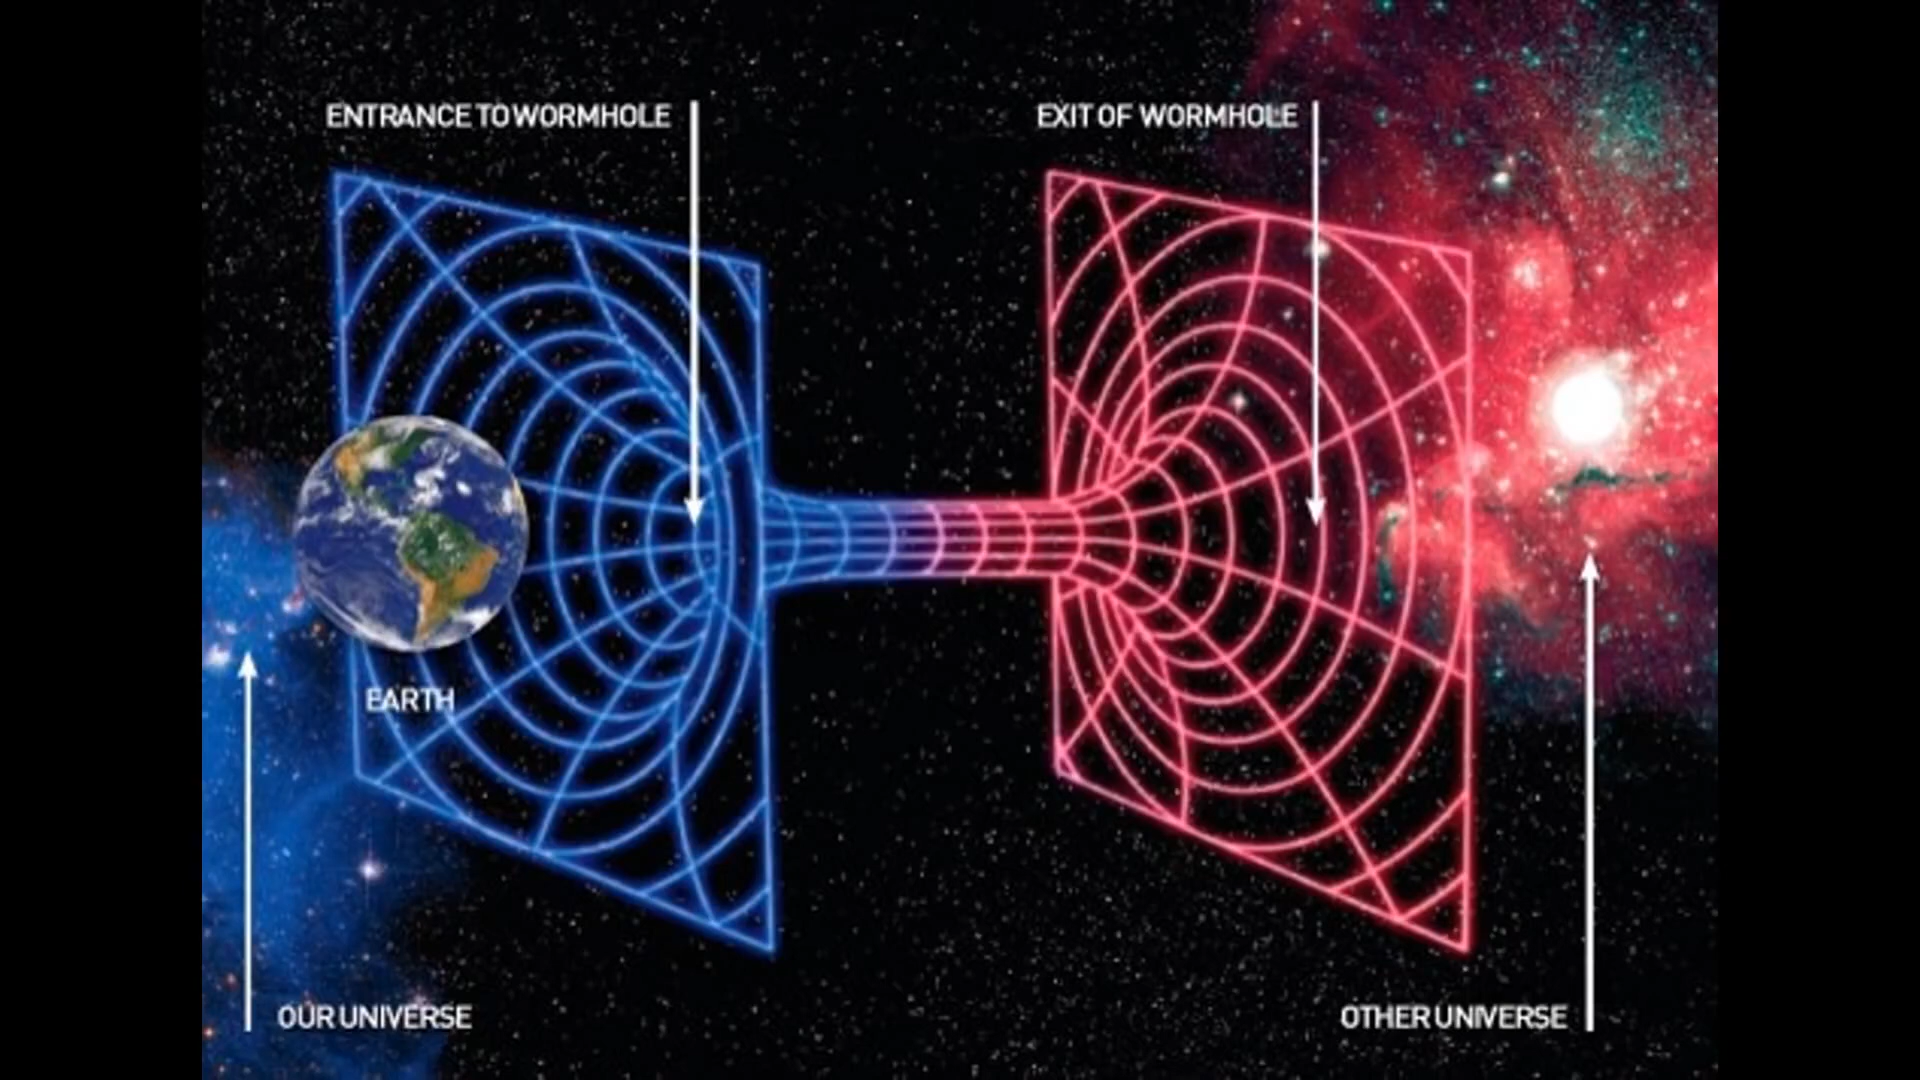 ENTRANCE TO WORMHOLE
EXIT OF WORMHOLE
EARTH
OUR UNIVERSE
OTHER UNIVERSE